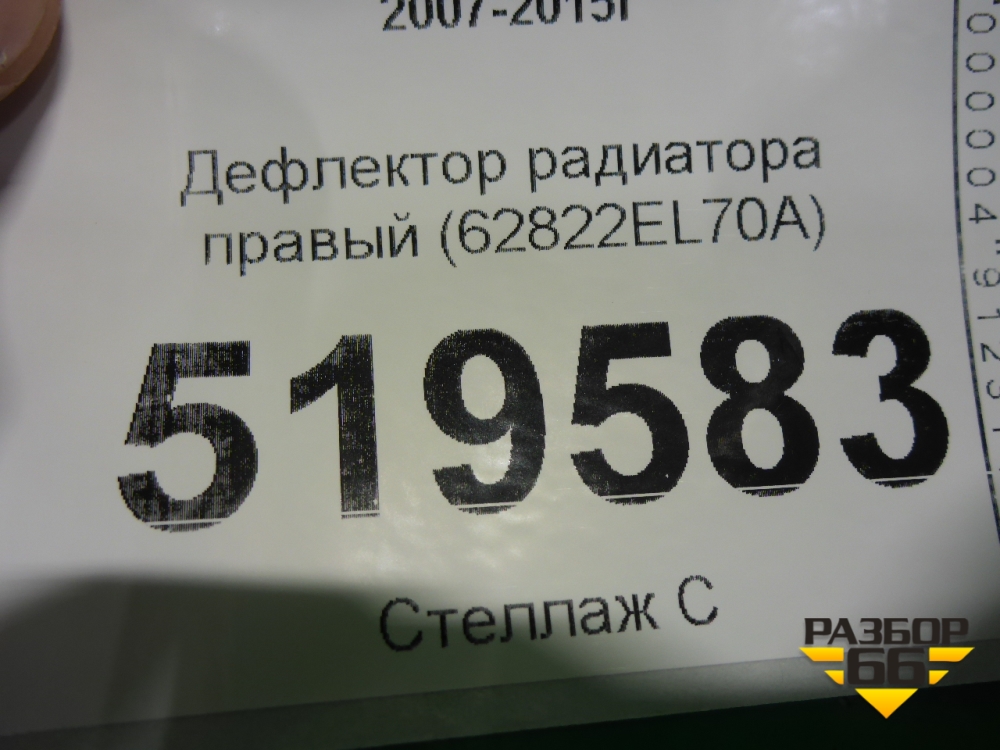 2007-2015г
Дефлектор радиатора
правый (62822EL70A)
519583
Стеллаж С
РАЗБОР
66